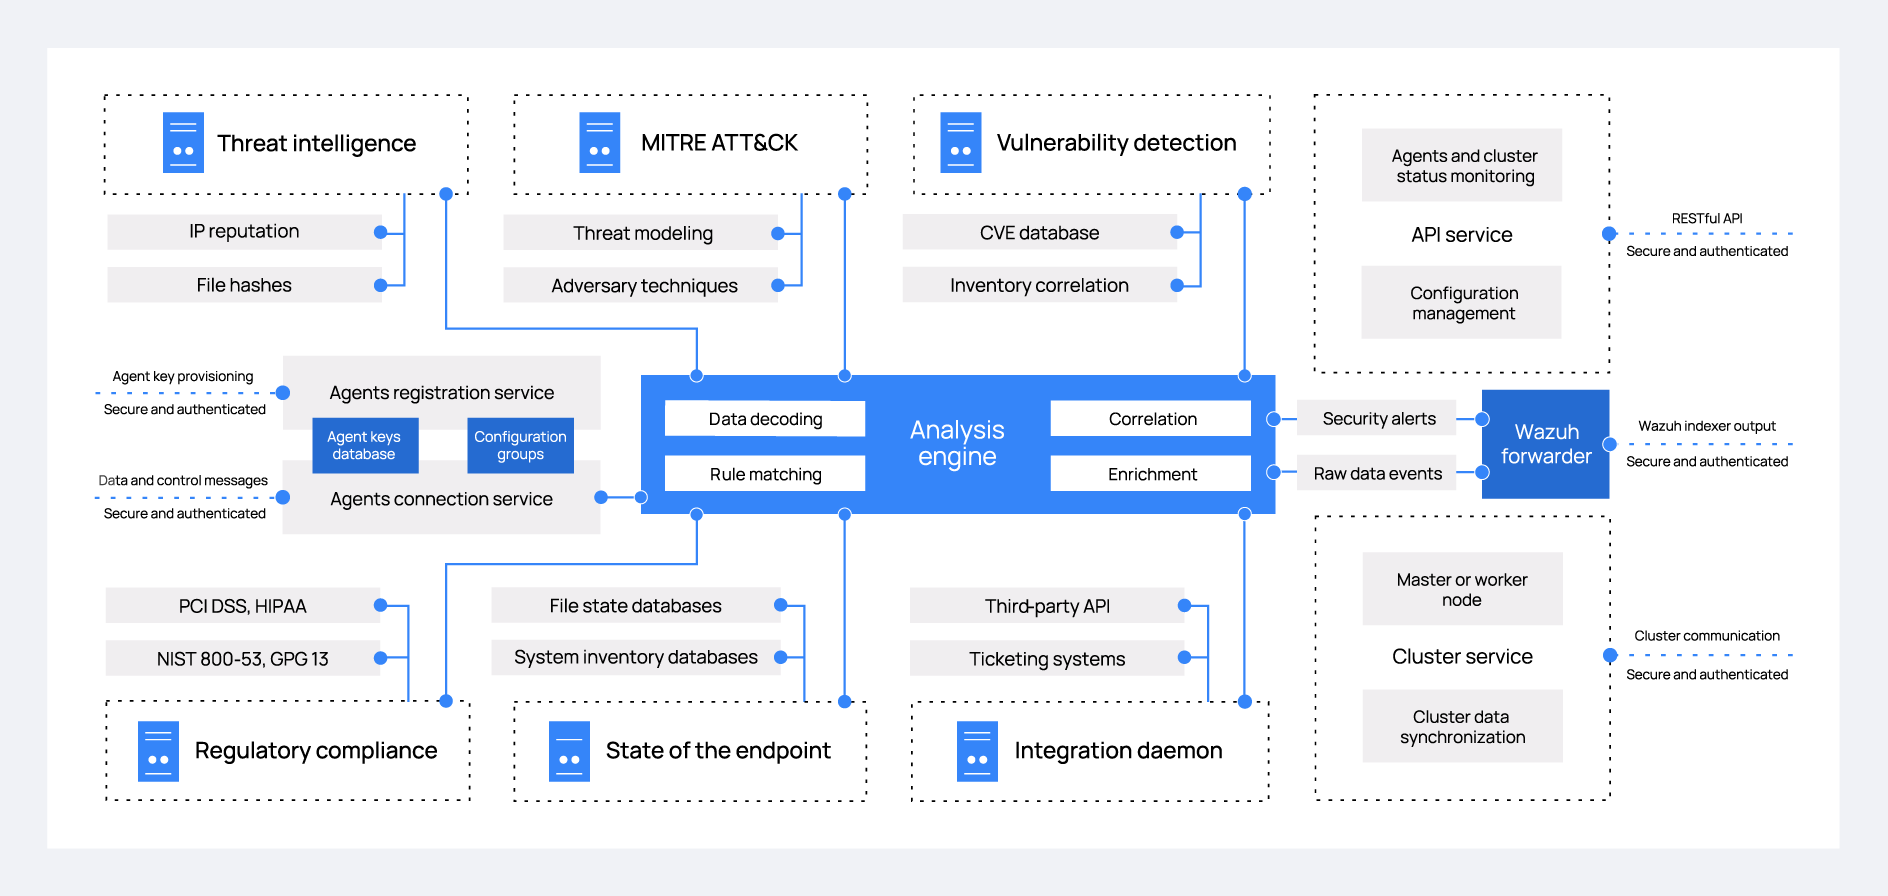 Threat intelligence
IP reputation
File hashes
MITRE ATT&CK
Threat modeling
Adversary techniques
Vulnerability detection
CVE database
Inventory correlation
Agents and cluster
status monitoring
API service
Configuration
management
RESTful API
Secure and authenticated
Agent key provisioning
Secure and authenticated
Agents registration service
Agent keys
database
Configuration
groups
Data and control messages
Secure and authenticated
Agents connection service
Data decoding
Rule matching
Analysis
engine
Correlation
Enrichment
Security alerts
Raw data events
Wazuh
forwarder
Wazuh indexer output
Secure and authenticated
PCI DSS, HIPAA
NIST 800-53, GPG 13
Regulatory compliance
File state databases
System inventory databases
State of the endpoint
Third-party API
Ticketing systems
Integration daemon
Master or worker
node
Cluster service
Cluster data
synchronization
Cluster communication
Secure and authenticated